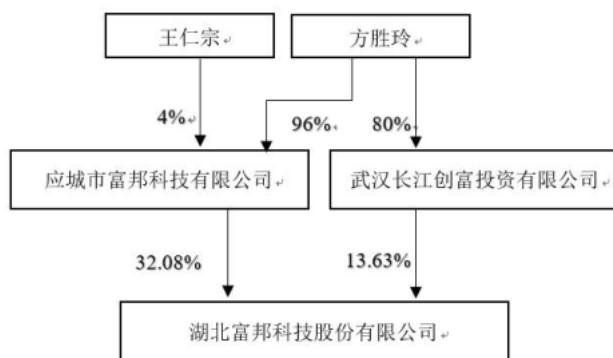 王仁宗
方胜玲
4%
96%
80%
应城市富邦科技有限公司
武汉长江创富投资有限公司
32.08%
13.63%
湖北富邦科技股份有限公司